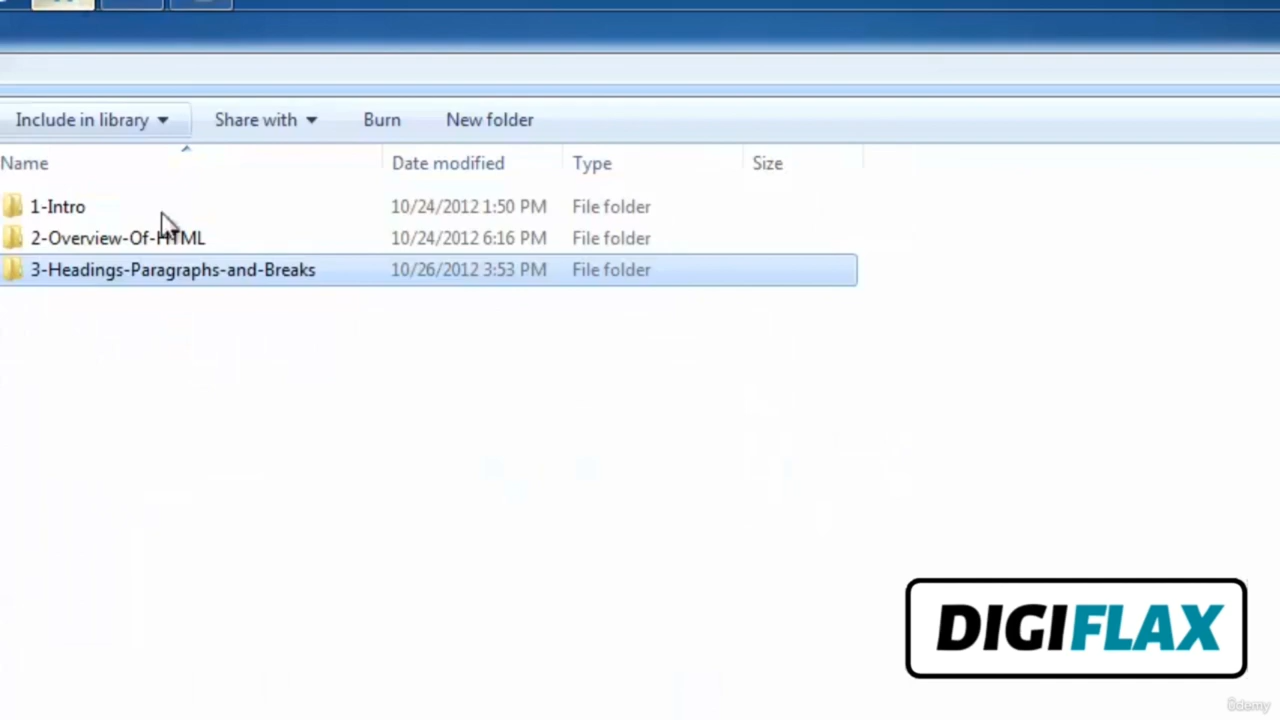 Include in library Share with Burn New folder
Name Date modified Type Size
1-Intro 10/24/2012 1:50 PM File folder
2-Overview-Of-HTML 10/24/2012 6:16 PM File folder
3-Headings-Paragraphs-and-Breaks 10/26/2012 3:53 PM File folder
DIGIFLAX
ûdemy